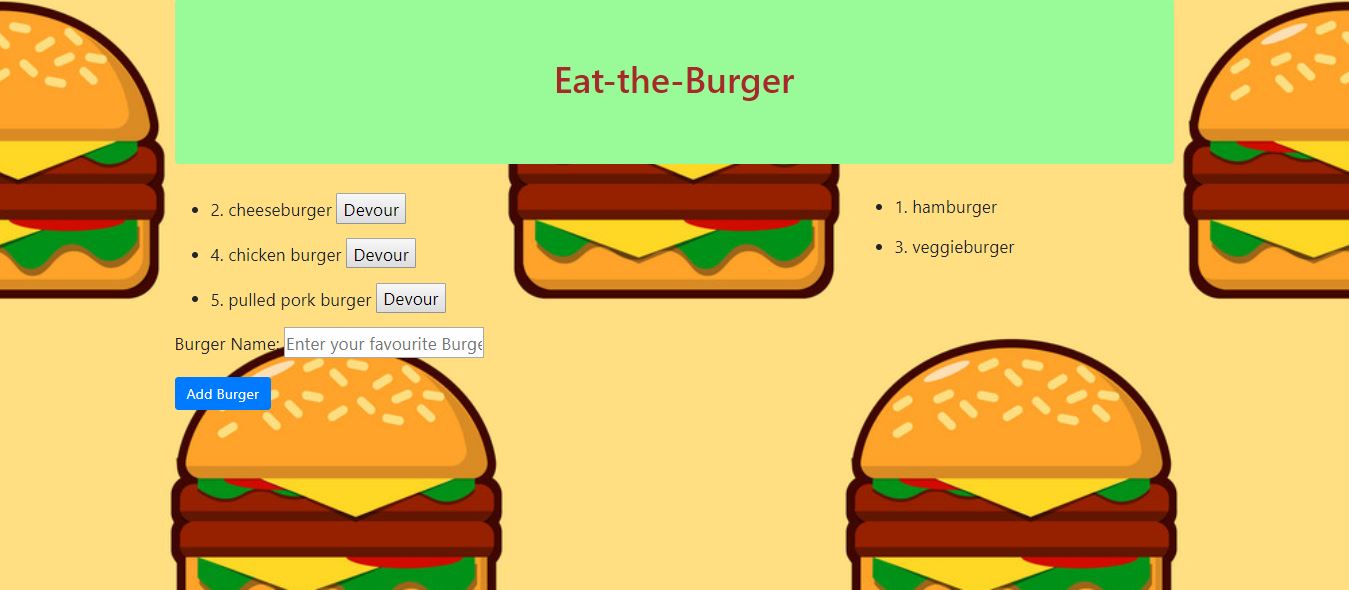 Eat-the-Burger
2. cheeseburger Devour
4. chicken burger Devour
5. pulled pork burger Devour
Burger Name: Enter your favourite Burge
Add Burger
1. hamburger
3. veggieburger